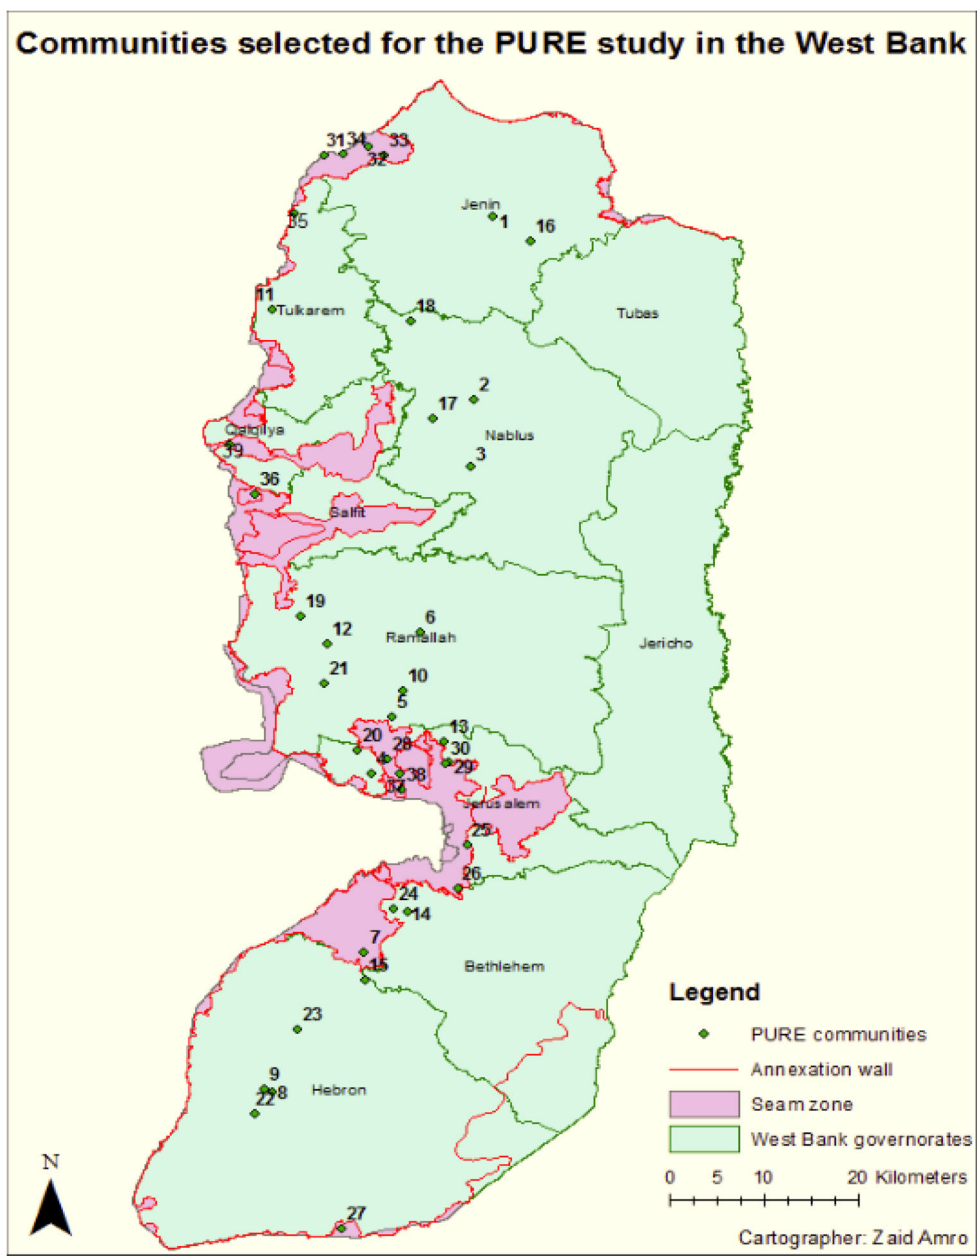 Communities selected for the PURE study in the West Bank
31 34 33
32
Jenin
35
1
16
11
Tulkarem
18
Tubas
2
17
Qalqilya
Nablus
39
3
36
Salfit
19
6
12
Ramallah
Jericho
21
10
5
13
20
28
30
4
29
38
37
Jerusalem
25
26
24
14
7
15
Bethlehem
23
9
8
Hebron
22
27
Legend
PURE communities
Annexation wall
Seam zone
West Bank governorates
0 5 10 20 Kilometers
N
Cartographer: Zaid Amro